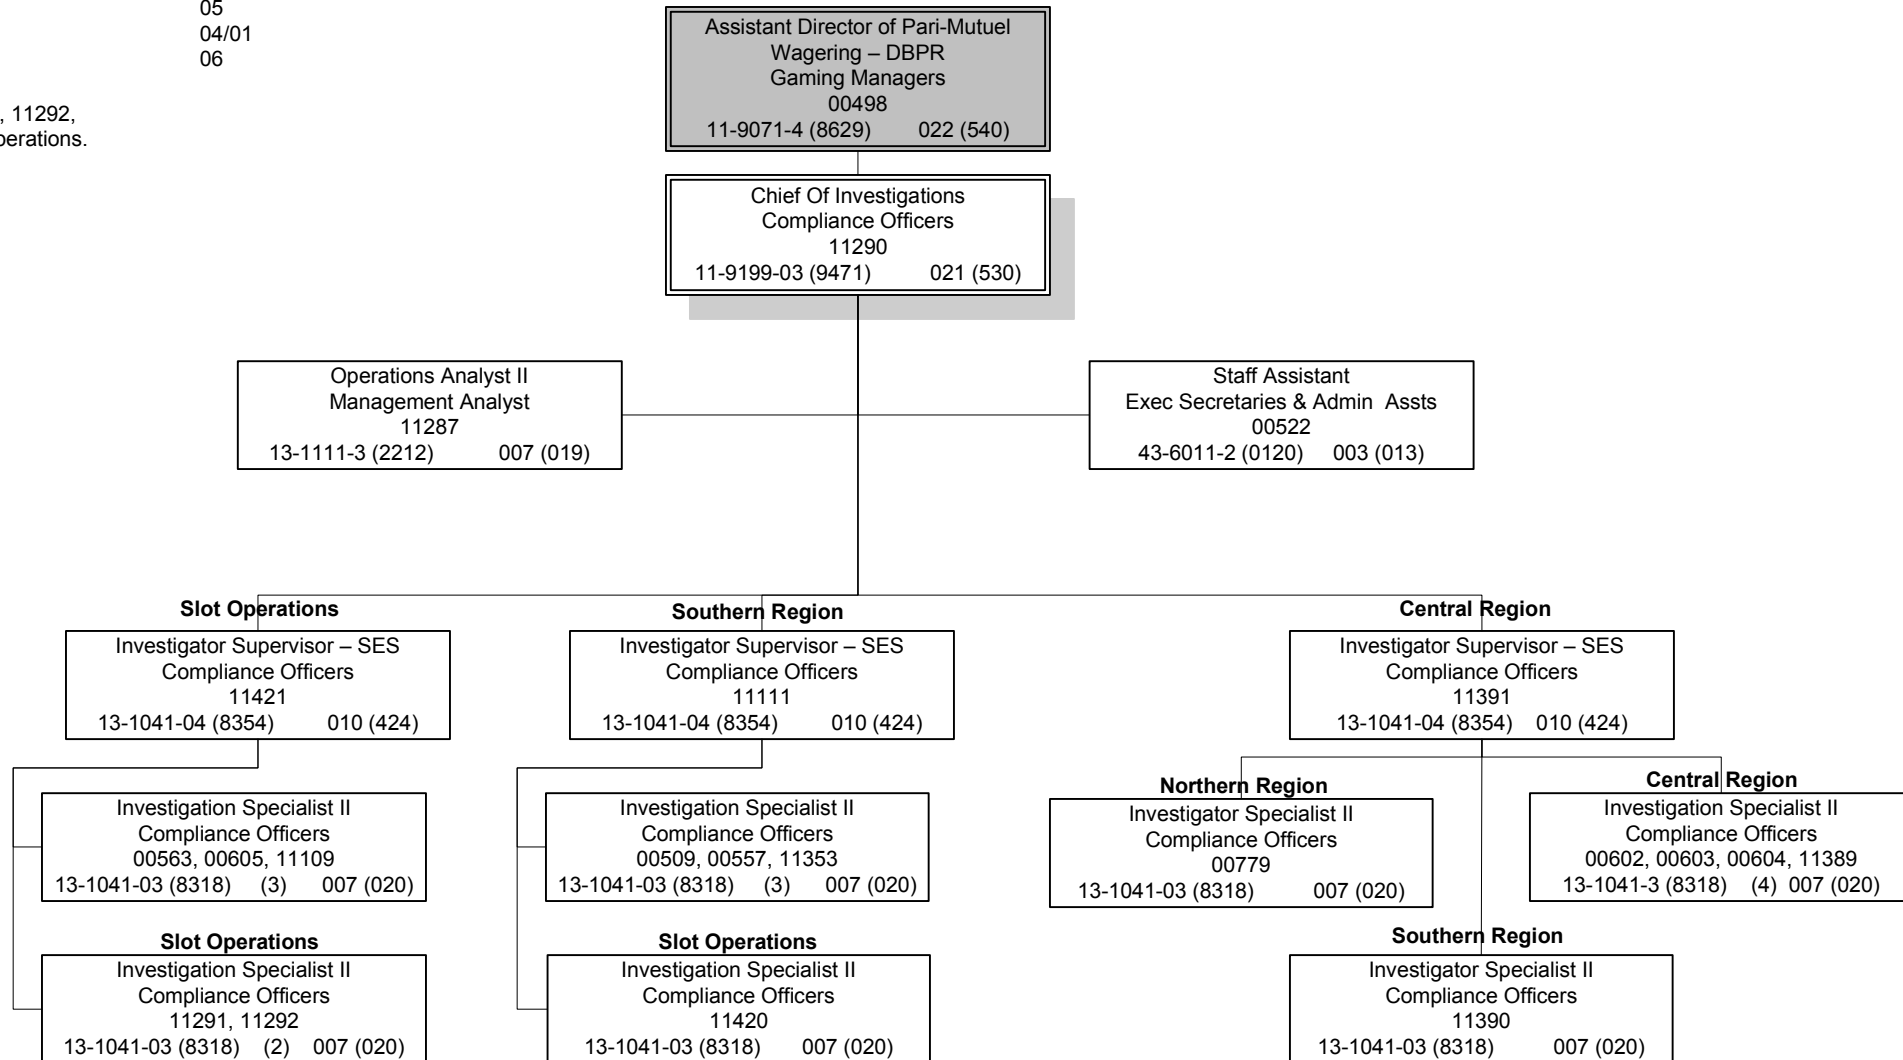 05
04/01
06
, 11292,
perations.
Assistant Director of Pari-Mutuel
Wagering – DBPR
Gaming Managers
00498
11-9071-4 (8629) 022 (540)
Chief Of Investigations
Compliance Officers
11290
11-9199-03 (9471) 021 (530)
Operations Analyst II
Management Analyst
11287
13-1111-3 (2212) 007 (019)
Staff Assistant
Exec Secretaries & Admin Assts
00522
43-6011-2 (0120) 003 (013)
Slot Operations
Investigator Supervisor – SES
Compliance Officers
11421
13-1041-04 (8354) 010 (424)
Investigation Specialist II
Compliance Officers
00563, 00605, 11109
13-1041-03 (8318) (3) 007 (020)
Slot Operations
Investigation Specialist II
Compliance Officers
11291, 11292
13-1041-03 (8318) (2) 007 (020)
Southern Region
Investigator Supervisor – SES
Compliance Officers
11111
13-1041-04 (8354) 010 (424)
Investigation Specialist II
Compliance Officers
00509, 00557, 11353
13-1041-03 (8318) (3) 007 (020)
Slot Operations
Investigation Specialist II
Compliance Officers
11420
13-1041-03 (8318) 007 (020)
Central Region
Investigator Supervisor – SES
Compliance Officers
11391
13-1041-04 (8354) 010 (424)
Northern Region
Investigator Specialist II
Compliance Officers
00779
13-1041-03 (8318) 007 (020)
Central Region
Investigation Specialist II
Compliance Officers
00602, 00603, 00604, 11389
13-1041-3 (8318) (4) 007 (020)
Southern Region
Investigator Specialist II
Compliance Officers
11390
13-1041-03 (8318) 007 (020)